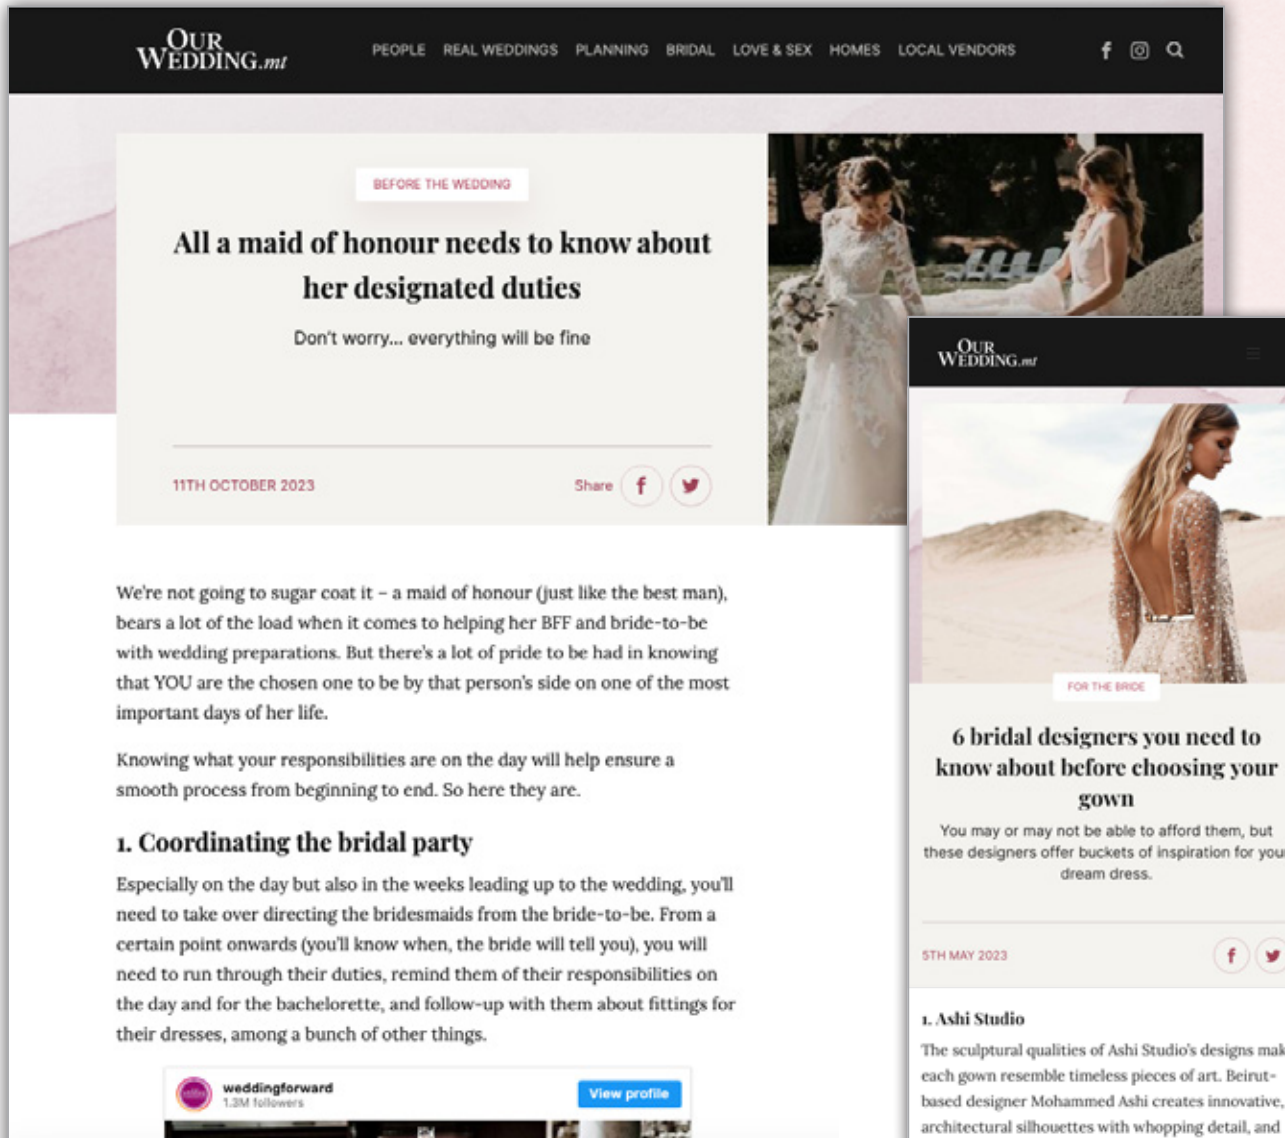 OUR
WEDDING.mt
PEOPLE REAL WEDDINGS PLANNING BRIDAL LOVE & SEX HOMES LOCAL VENDORS
BEFORE THE WEDDING
All a maid of honour needs to know about
her designated duties
Don't worry... everything will be fine
11TH OCTOBER 2023
Share
We're not going to sugar coat it – a maid of honour (just like the best man),
bears a lot of the load when it comes to helping her BFF and bride-to-be
with wedding preparations. But there's a lot of pride to be had in knowing
that YOU are the chosen one to be by that person's side on one of the most
important days of her life.
Knowing what your responsibilities are on the day will help ensure a
smooth process from beginning to end. So here they are.
1. Coordinating the bridal party
Especially on the day but also in the weeks leading up to the wedding, you'll
need to take over directing the bridesmaids from the bride-to-be. From a
certain point onwards (you'll know when, the bride will tell you), you will
need to run through their duties, remind them of their responsibilities on
the day and for the bachelorette, and follow-up with them about fittings for
their dresses, among a bunch of other things.
weddingforward
1.3M followers
View profile
OUR
WEDDING.mt
FOR THE BRIDE
6 bridal designers you need to
know about before choosing your
gown
You may or may not be able to afford them, but
these designers offer buckets of inspiration for your
dream dress.
5TH MAY 2023
1. Ashi Studio
The sculptural qualities of Ashi Studio's designs mak
each gown resemble timeless pieces of art. Beirut-
based designer Mohammed Ashi creates innovative,
architectural silhouettes with whopping detail, and